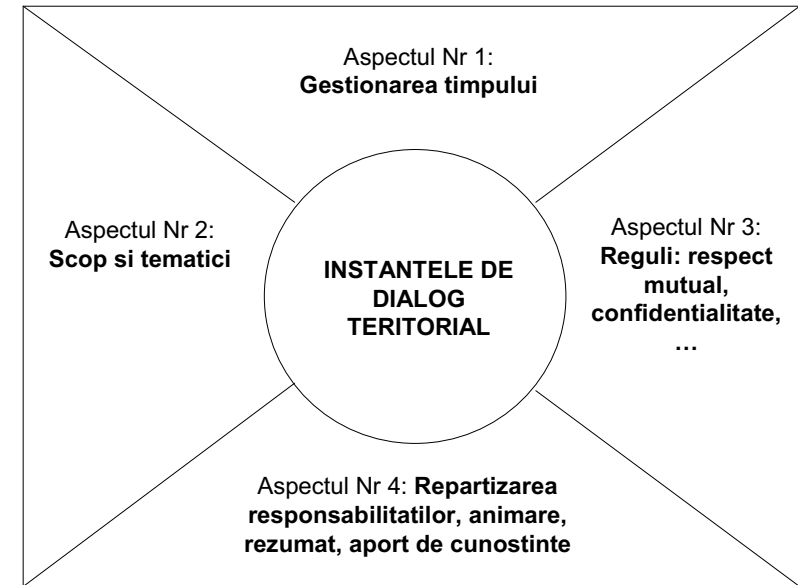 Aspectul Nr 1:
Gestionarea timpului
Aspectul Nr 2:
Scop si tematici
INSTANTELE DE
DIALOG
TERITORIAL
Aspectul Nr 3:
Reguli: respect
mutual,
confidentialitate,
…
Aspectul Nr 4: Repartizarea
responsabilitatilor, animare,
rezumat, aport de cunostinte